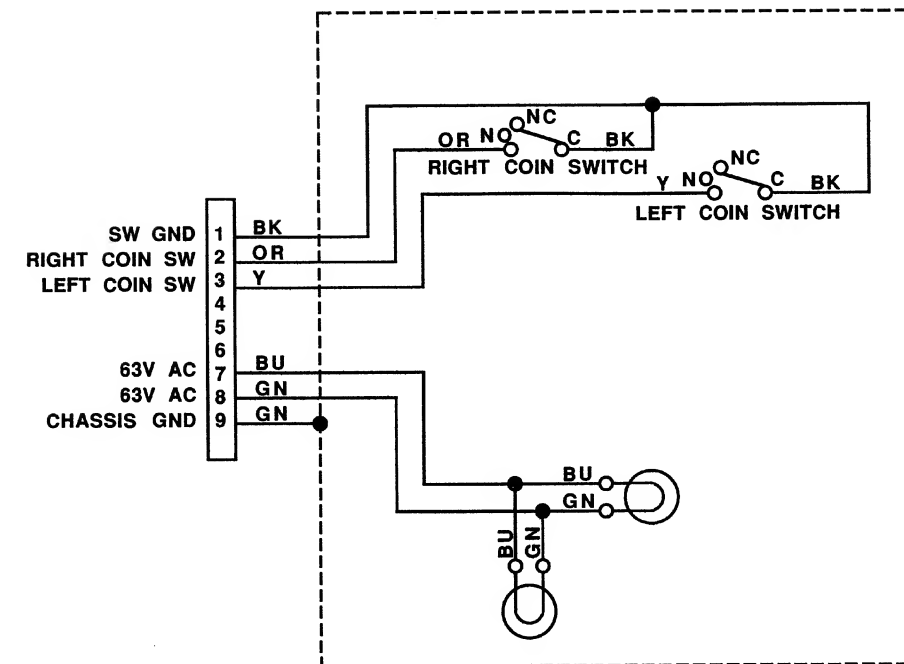 NC
OR NO C BK
RIGHT COIN SWITCH
NC
Y NO C BK
LEFT COIN SWITCH
SW GND 1 BK
RIGHT COIN SW 2 OR
LEFT COIN SW 3 Y
4
5
6
63V AC 7 BU
63V AC 8 GN
CHASSIS GND 9 GN
BU
GN
BU
GN